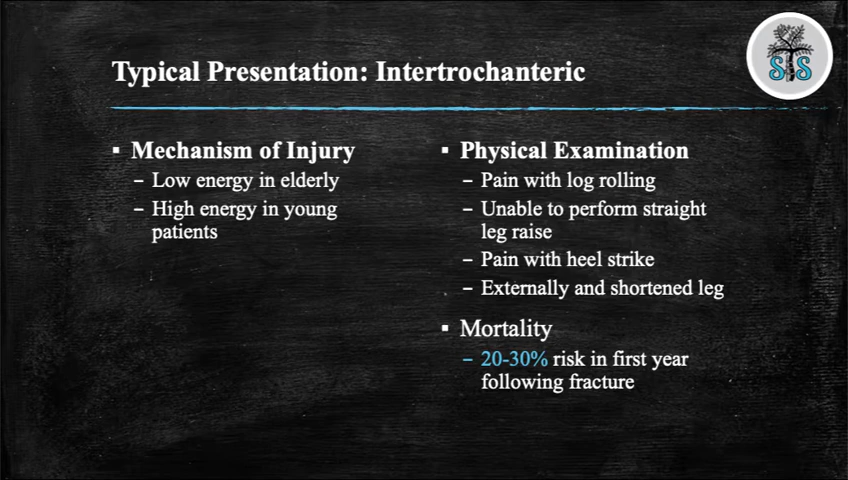 Typical Presentation: Intertrochanteric
STS
▪ Mechanism of Injury
– Low energy in elderly
– High energy in young
patients
▪ Physical Examination
– Pain with log rolling
– Unable to perform straight
leg raise
– Pain with heel strike
– Externally and shortened leg
▪ Mortality
– 20-30% risk in first year
following fracture